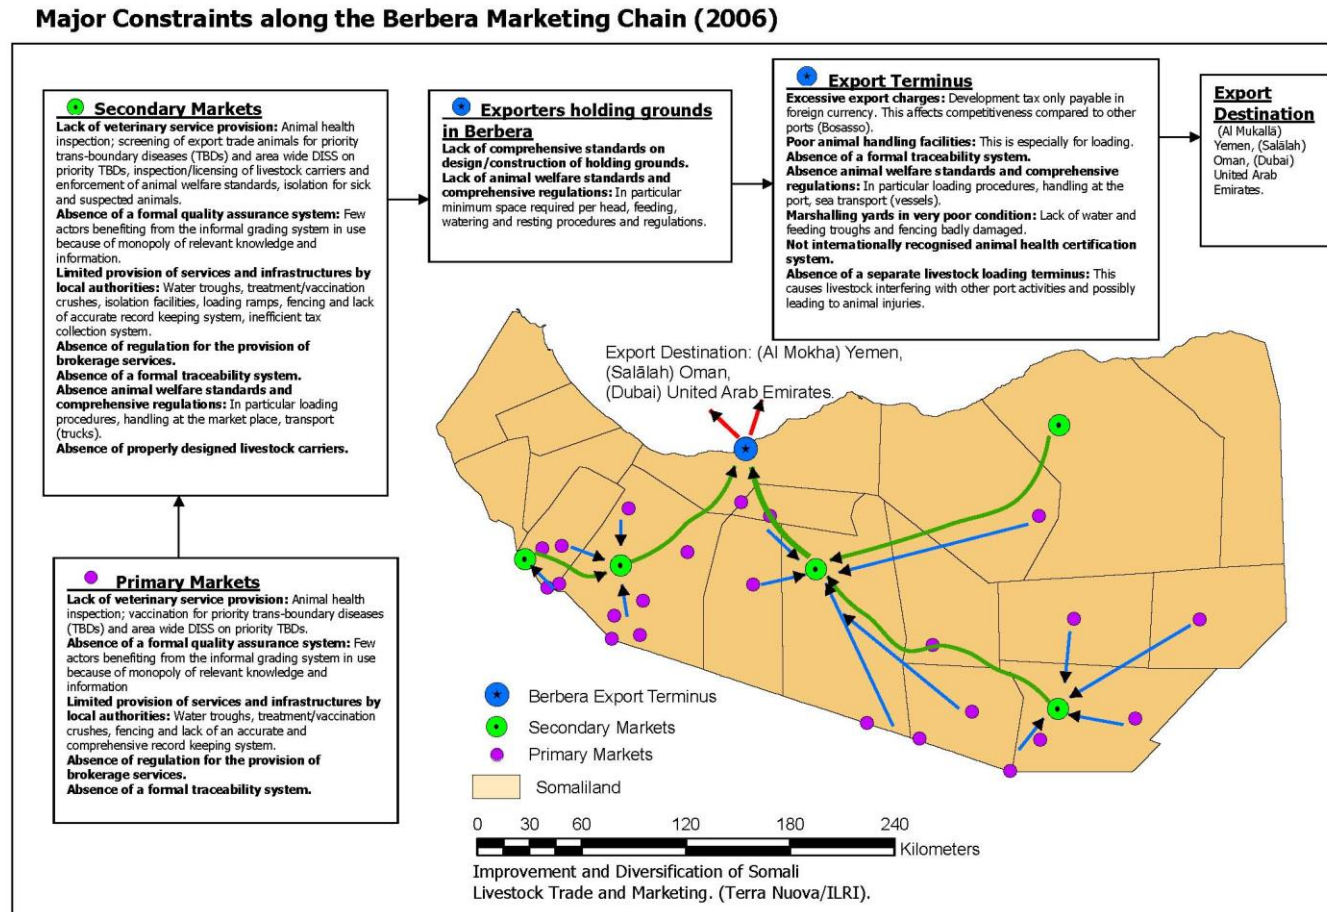 Major Constraints along the Berbera Marketing Chain (2006)
Secondary Markets
Lack of veterinary service provision: Animal health
inspection; screening of export trade animals for priority
trans-boundary diseases (TBDs) and area wide DISS on
priority TBDs, inspection/licensing of livestock carriers and
enforcement of animal welfare standards, isolation for sick
and suspected animals.
Absence of a formal quality assurance system: Few
actors benefiting from the informal grading system in use
because of monopoly of relevant knowledge and
information.
Limited provision of services and infrastructures by
local authorities: Water troughs, treatment/vaccination
crushes, isolation facilities, loading ramps, fencing and lack
of accurate record keeping system, inefficient tax
collection system.
Absence of regulation for the provision of
brokerage services.
Absence of a formal traceability system.
Absence animal welfare standards and
comprehensive regulations: In particular loading
procedures, handling at the market place, transport
(trucks).
Absence of properly designed livestock carriers.
Primary Markets
Lack of veterinary service provision: Animal health
inspection; vaccination for priority trans-boundary diseases
(TBDs) and area wide DISS on priority TBDs.
Absence of a formal quality assurance system: Few
actors benefiting from the informal grading system in use
because of monopoly of relevant knowledge and
information
Limited provision of services and infrastructures by
local authorities: Water troughs, treatment/vaccination
crushes, fencing and lack of an accurate and
comprehensive record keeping system.
Absence of regulation for the provision of
brokerage services.
Absence of a formal traceability system.
Exporters holding grounds
in Berbera
Lack of comprehensive standards on
design/construction of holding grounds.
Lack of animal welfare standards and
comprehensive regulations: In particular
minimum space required per head, feeding,
watering and resting procedures and regulations.
Export Terminus
Excessive export charges: Development tax only payable in
foreign currency. This affects competitiveness compared to other
ports (Bosasso).
Poor animal handling facilities: This is especially for loading.
Absence of a formal traceability system.
Absence animal welfare standards and comprehensive
regulations: In particular loading procedures, handling at the
port, sea transport (vessels).
Marshalling yards in very poor condition: Lack of water and
feeding troughs and fencing badly damaged.
Not internationally recognised animal health certification
system.
Absence of a separate livestock loading terminus: This
causes livestock interfering with other port activities and possibly
leading to animal injuries.
Export
Destination
(Al Mukallā)
Yemen, (Salālah)
Oman, (Dubai)
United Arab
Emirates.
Export Destination: (Al Mokha) Yemen,
(Salālah) Oman,
(Dubai) United Arab Emirates.
Berbera Export Terminus
Secondary Markets
Primary Markets
Somaliland
0 30 60 120 180 240
Kilometers
Improvement and Diversification of Somali
Livestock Trade and Marketing. (Terra Nuova/ILRI).